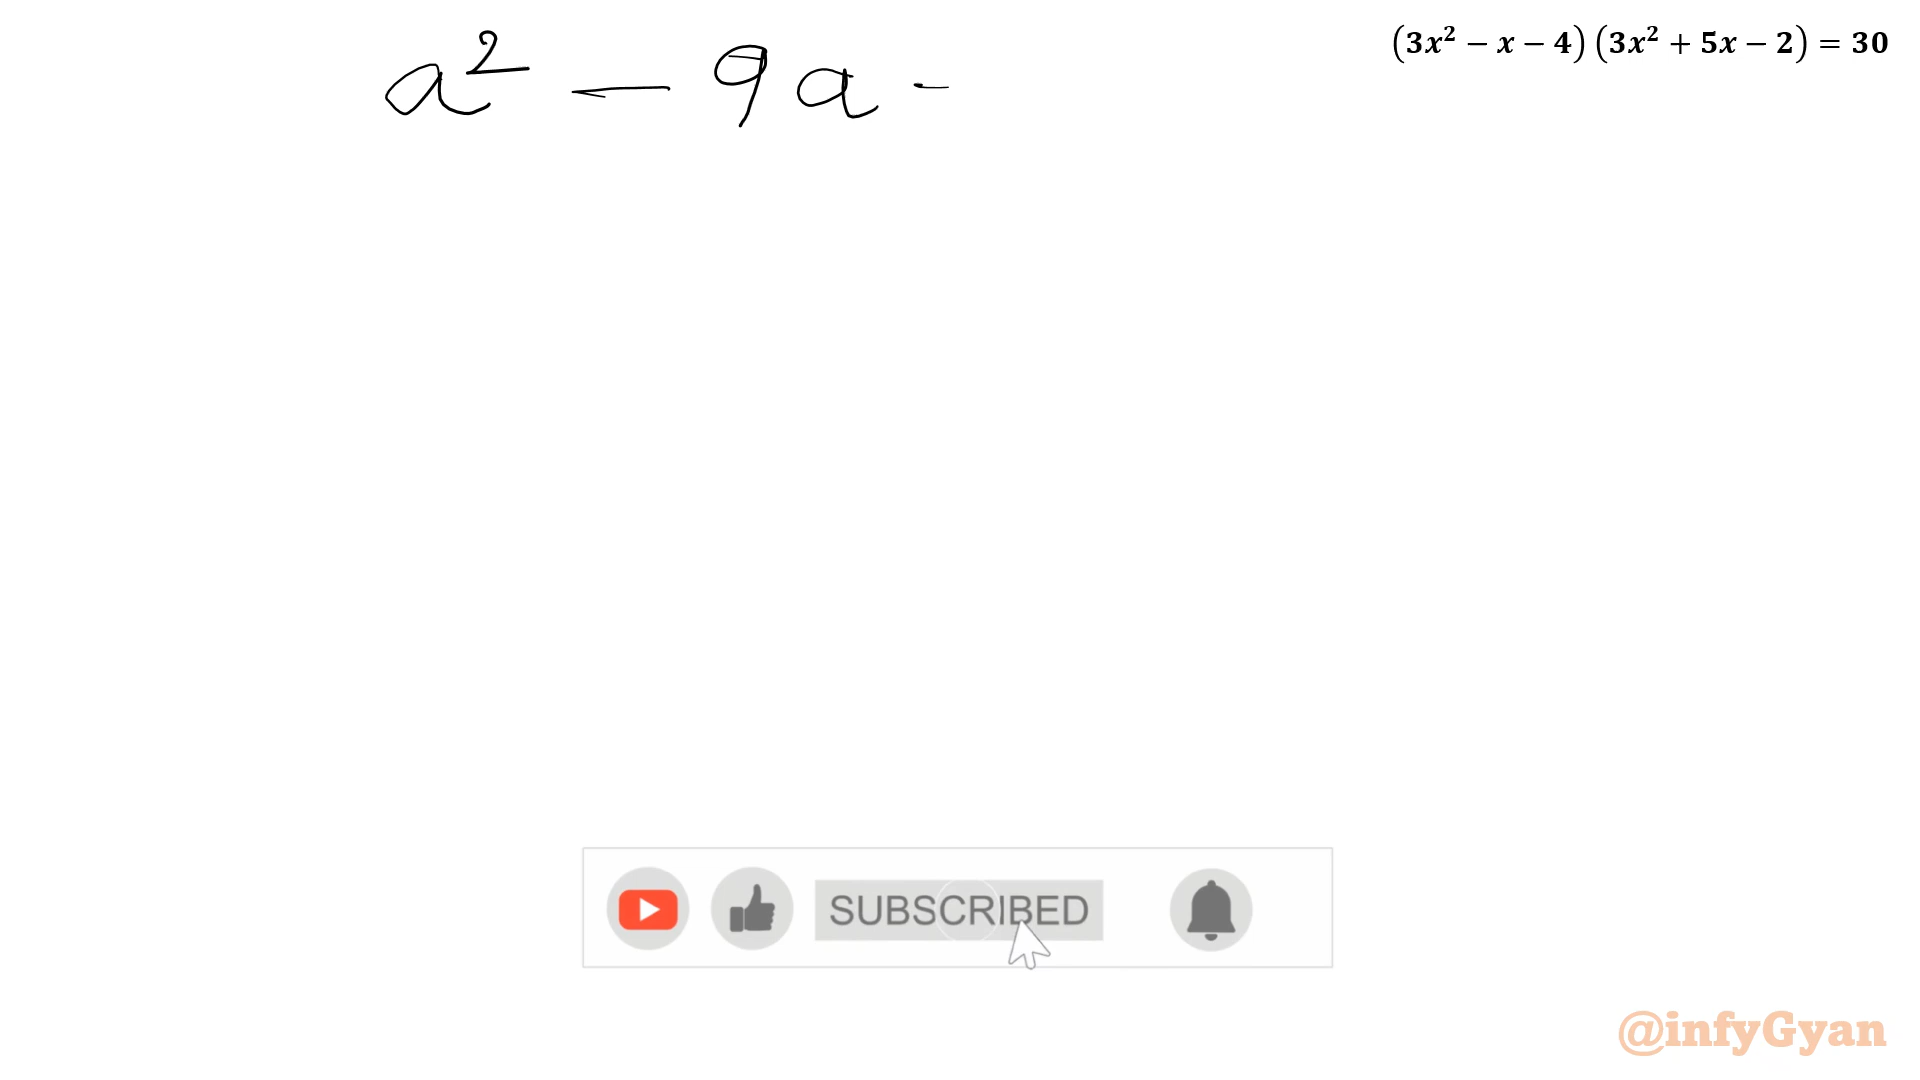 (3x² − x − 4)(3x² + 5x − 2) = 30
a² − 9a -
SUBSCRIBED
@infyGyan